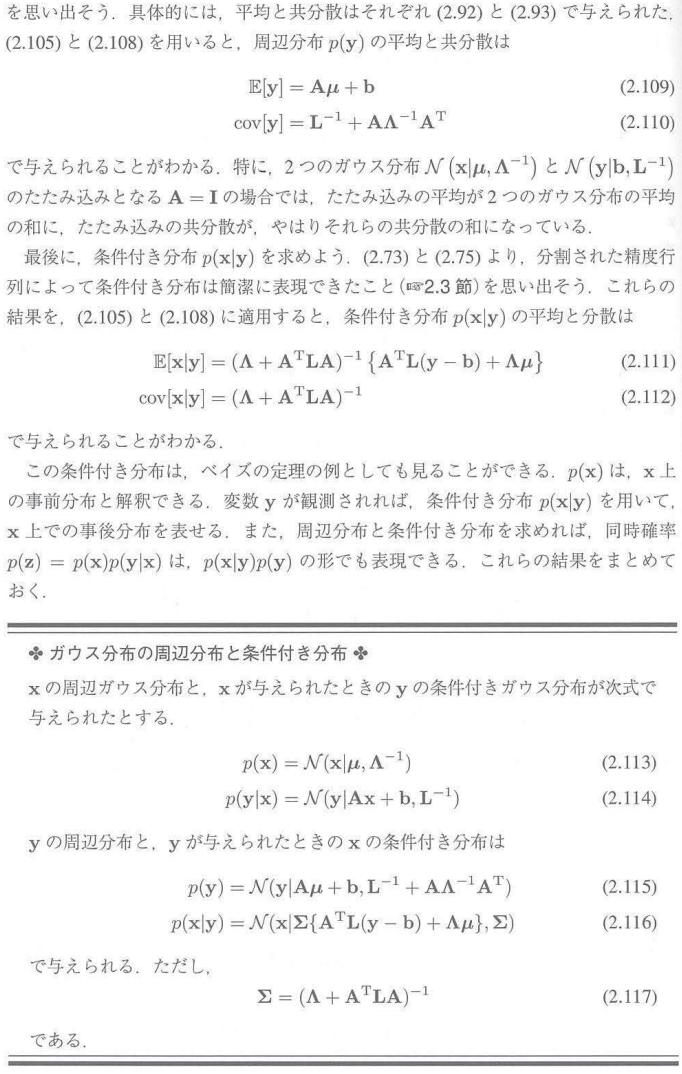 を思い出そう．具体的には，平均と共分散はそれぞれ (2.92) と (2.93) で与えられた．
(2.105) と (2.108) を用いると，周辺分布 p(y) の平均と共分散は
𝔼[y] = Aμ + b (2.109)
cov[y] = L⁻¹ + AΛ⁻¹Aᵀ (2.110)
で与えられることがわかる．特に，2 つのガウス分布 𝒩(x|μ, Λ⁻¹) と 𝒩(y|b, L⁻¹)
のたたみ込みとなる A = I の場合では，たたみ込みの平均が 2 つのガウス分布の平均
の和に，たたみ込みの共分散が，やはりそれらの共分散の和になっている．
最後に，条件付き分布 p(x|y) を求めよう．(2.73) と (2.75) より，分割された精度行
列によって条件付き分布は簡潔に表現できたこと（☞2.3 節）を思い出そう．これらの
結果を，(2.105) と (2.108) に適用すると，条件付き分布 p(x|y) の平均と分散は
𝔼[x|y] = (Λ + AᵀLA)⁻¹ {AᵀL(y − b) + Λμ} (2.111)
cov[x|y] = (Λ + AᵀLA)⁻¹ (2.112)
で与えられることがわかる．
この条件付き分布は，ベイズの定理の例としても見ることができる．p(x) は，x 上
の事前分布と解釈できる．変数 y が観測されれば，条件付き分布 p(x|y) を用いて，
x 上での事後分布を表せる．また，周辺分布と条件付き分布を求めれば，同時確率
p(z) = p(x)p(y|x) は，p(x|y)p(y) の形でも表現できる．これらの結果をまとめて
おく．
✤ ガウス分布の周辺分布と条件付き分布 ✤
x の周辺ガウス分布と，x が与えられたときの y の条件付きガウス分布が次式で
与えられたとする．
p(x) = 𝒩(x|μ, Λ⁻¹) (2.113)
p(y|x) = 𝒩(y|Ax + b, L⁻¹) (2.114)
y の周辺分布と，y が与えられたときの x の条件付き分布は
p(y) = 𝒩(y|Aμ + b, L⁻¹ + AΛ⁻¹Aᵀ) (2.115)
p(x|y) = 𝒩(x|Σ{AᵀL(y − b) + Λμ}, Σ) (2.116)
で与えられる．ただし，
Σ = (Λ + AᵀLA)⁻¹ (2.117)
である．